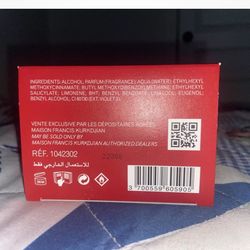 INGREDIENTS: ALCOHOL, PARFUM (FRAGRANCE), AQUA (WATER), ETHYLHEXYL
METHOXYCINNAMATE, BUTYL METHOXYDIBENZOYLMETHANE, ETHYLHEXYL
SALICYLATE, LIMONENE, BHT, BENZYL BENZOATE, LINALOOL, EUGENOL,
BENZYL ALCOHOL, CI 60730 (EXT. VIOLET 2).
VENTE EXCLUSIVE PAR LES DÉPOSITAIRES AGRÉÉS
MAISON FRANCIS KURKDJIAN
MAY BE SOLD ONLY BY
MAISON FRANCIS KURKDJIAN AUTHORIZED DEALERS
RÉF. 1042302
للاستعمال الخارجي فقط
3 700559 605905